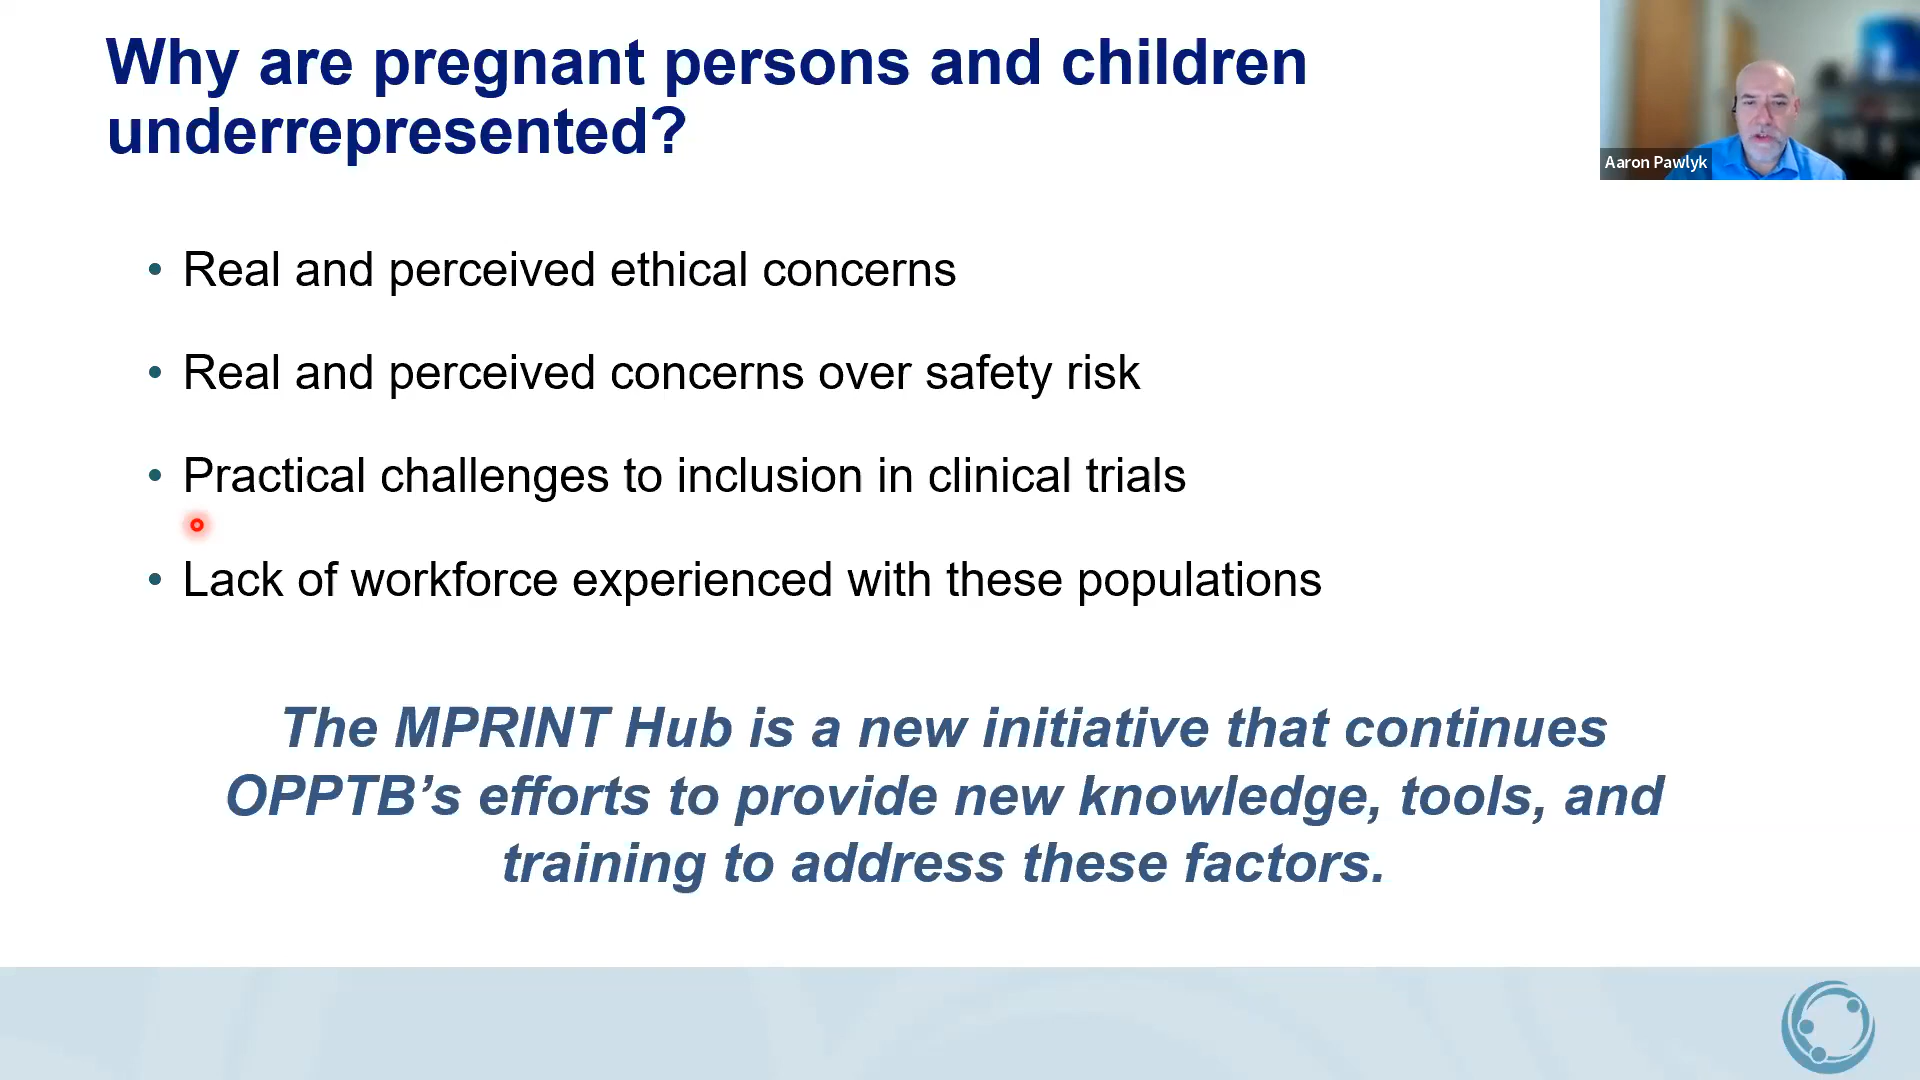 Why are pregnant persons and children
underrepresented?
Aaron Pawlyk
• Real and perceived ethical concerns
• Real and perceived concerns over safety risk
• Practical challenges to inclusion in clinical trials
• Lack of workforce experienced with these populations
The MPRINT Hub is a new initiative that continues
OPPTB’s efforts to provide new knowledge, tools, and
training to address these factors.